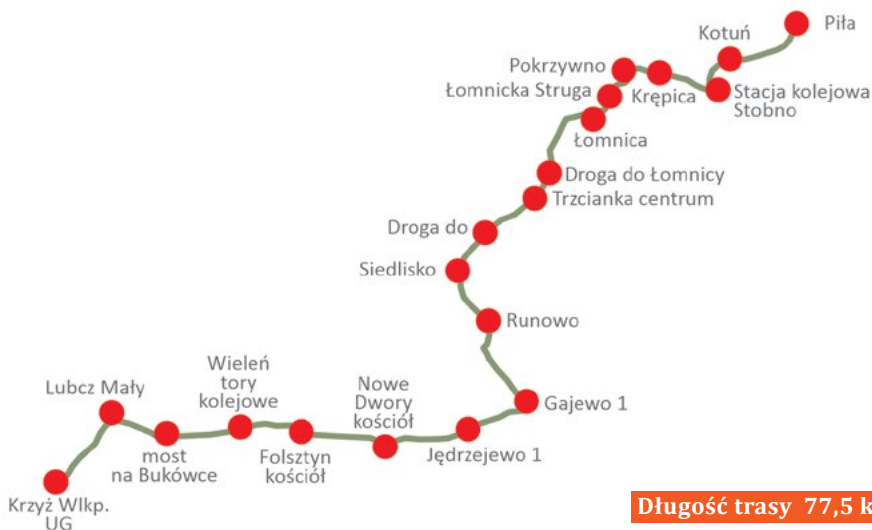 Kotuń
Piła
Pokrzywno
Łomnicka Struga
Krępica
Stacja kolejowa
Stobno
Łomnica
Droga do Łomnicy
Trzcianka centrum
Droga do
Siedlisko
Runowo
Wieleń
tory
kolejowe
Lubcz Mały
Nowe
Dwory
kościół
Gajewo 1
most
na Bukówce
Folsztyn
kościół
Jędrzejewo 1
Krzyż Wlkp.
UG
Długość trasy 77,5 k